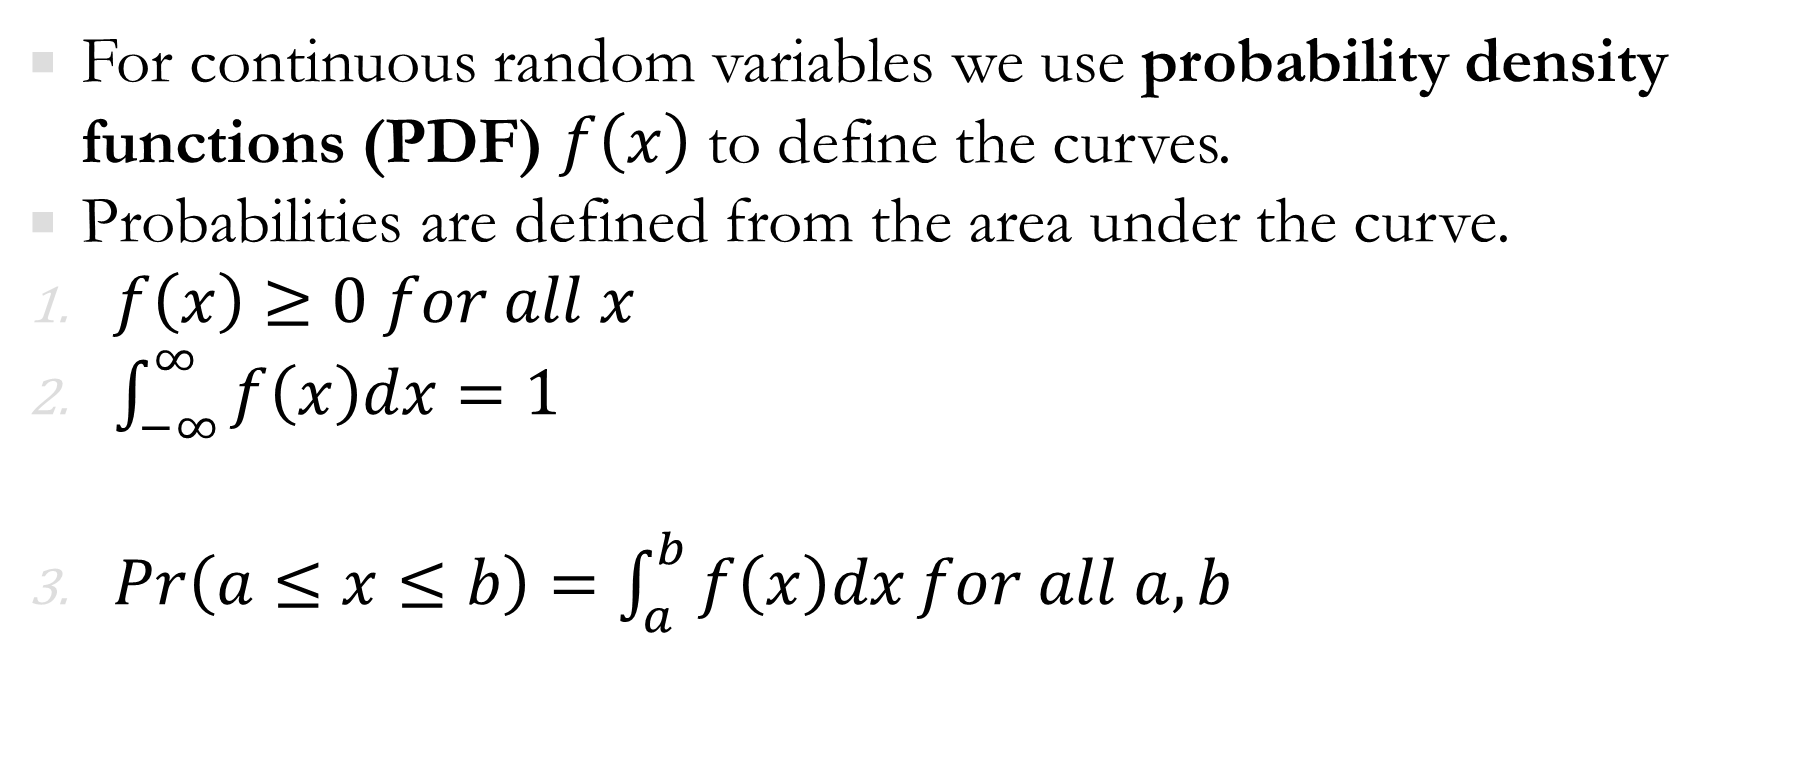 ▪ For continuous random variables we use probability density
functions (PDF) f(x) to define the curves.
▪ Probabilities are defined from the area under the curve.
1. f(x) ≥ 0 for all x
2. ∫_{-∞}^{∞} f(x)dx = 1
3. Pr(a ≤ x ≤ b) = ∫_{a}^{b} f(x)dx for all a, b